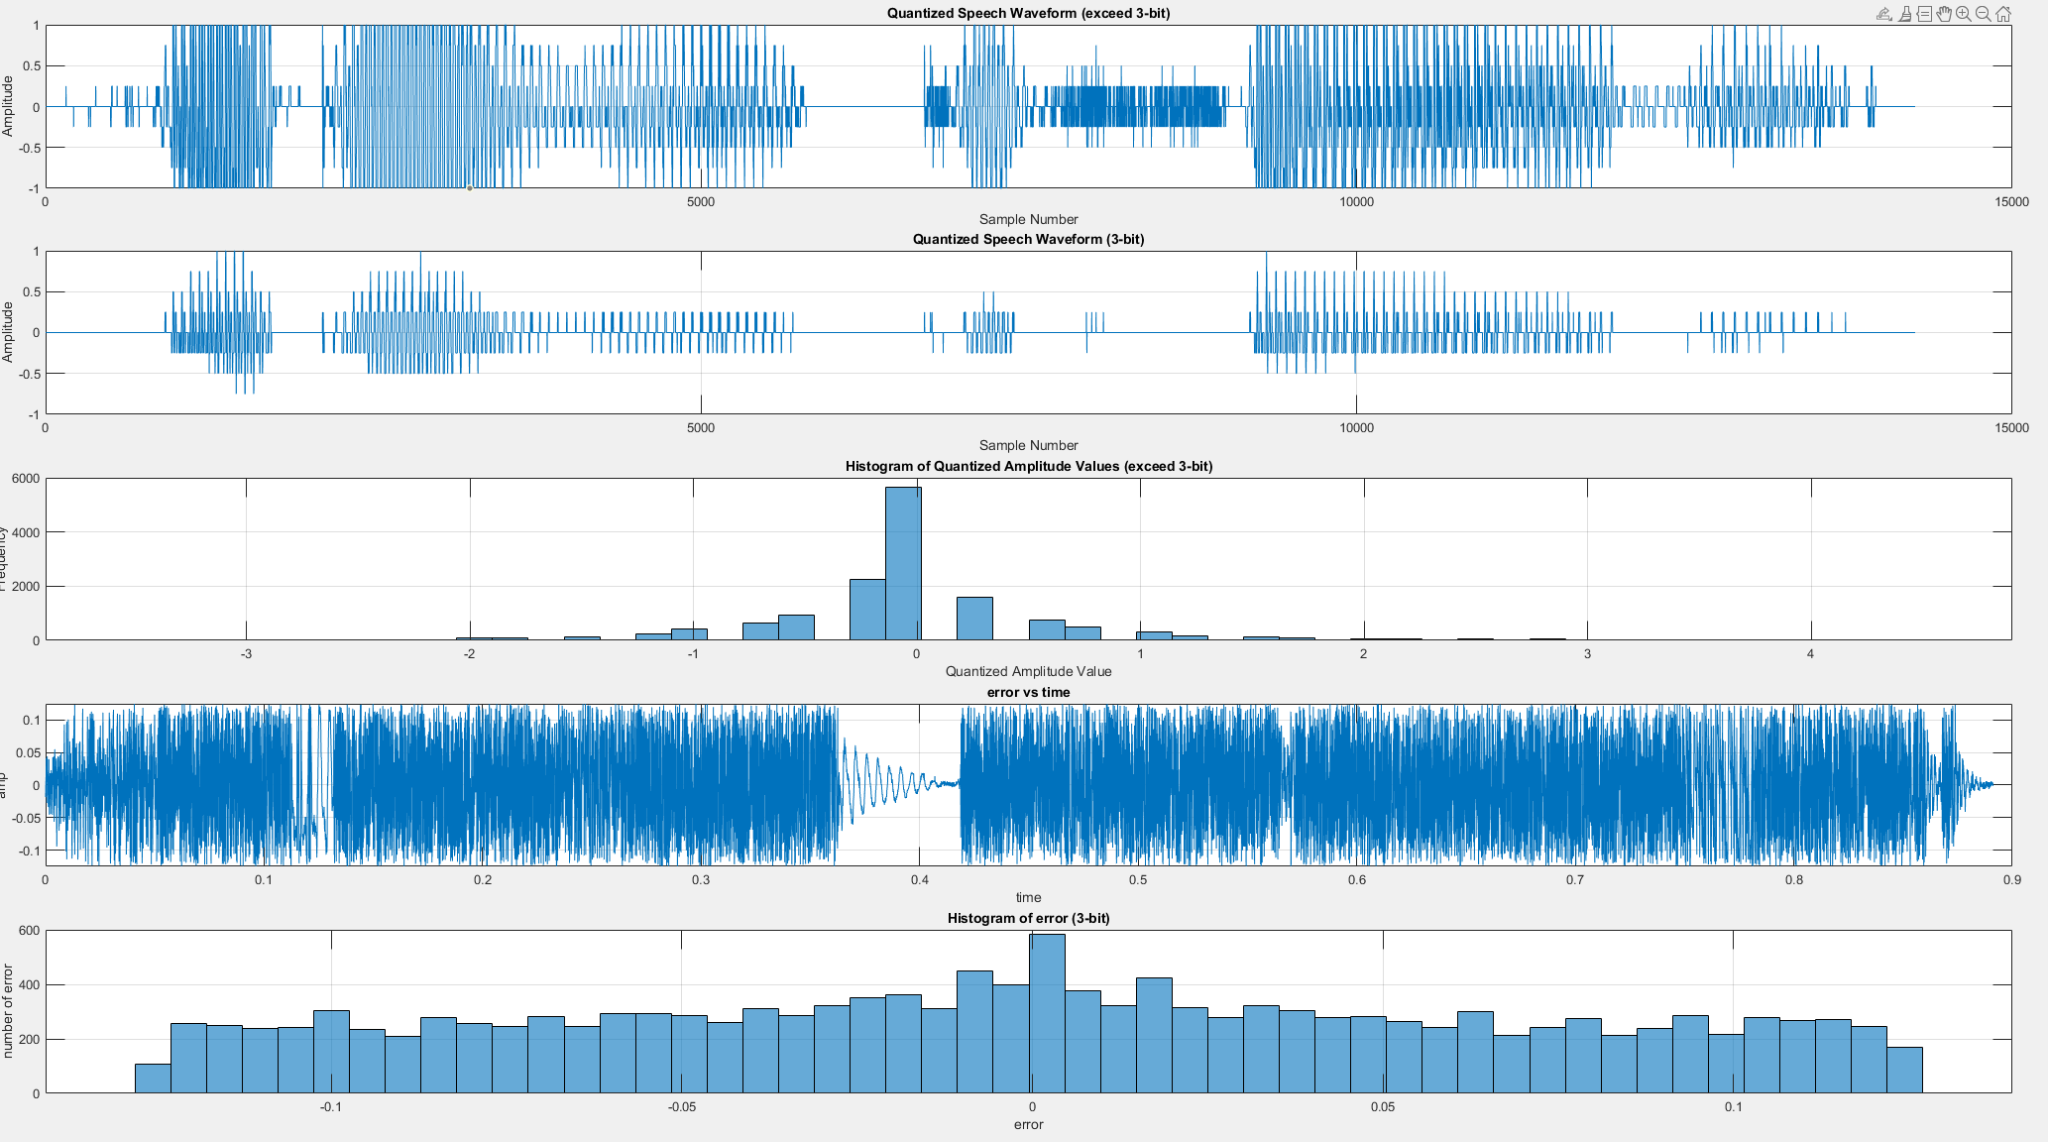 Quantized Speech Waveform (exceed 3-bit)
1
0.5
0
-0.5
-1
Amplitude
0 5000 10000 15000
Sample Number
Quantized Speech Waveform (3-bit)
1
0.5
0
-0.5
-1
Amplitude
0 5000 10000 15000
Sample Number
Histogram of Quantized Amplitude Values (exceed 3-bit)
6000
4000
2000
0
-3 -2 -1 0 1 2 3 4
Quantized Amplitude Value
error vs time
0.1
0.05
0
-0.05
-0.1
0 0.1 0.2 0.3 0.4 0.5 0.6 0.7 0.8 0.9
time
Histogram of error (3-bit)
600
400
200
0
number of error
-0.1 -0.05 0 0.05 0.1
error